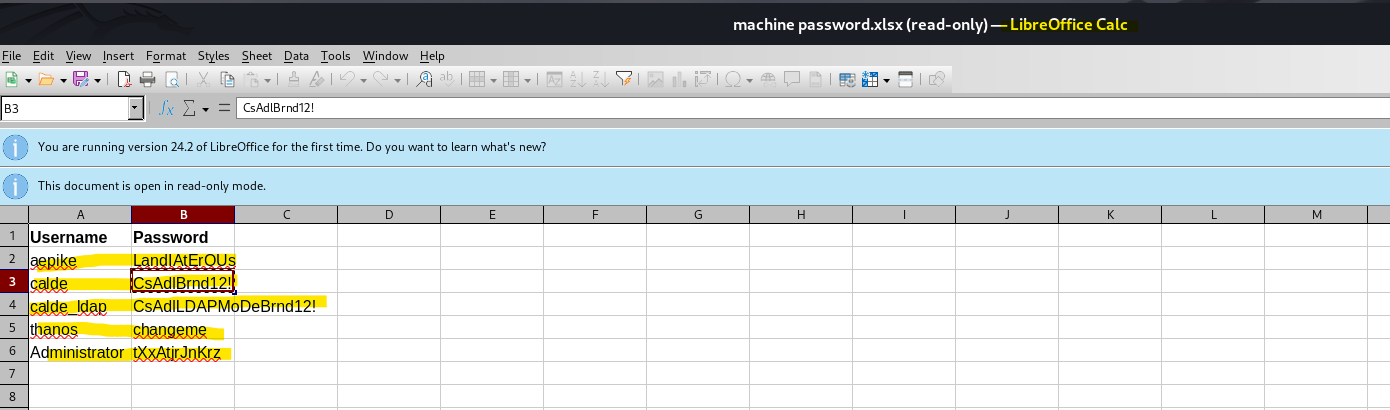 machine password.xlsx (read-only) — LibreOffice Calc
File Edit View Insert Format Styles Sheet Data Tools Window Help
B3 CsAdlBrnd12!
You are running version 24.2 of LibreOffice for the first time. Do you want to learn what's new?
This document is open in read-only mode.
A B C D E F G H I J K L M
1 Username Password
2 aepike LandIAtErOUs
3 calde CsAdlBrnd12!
4 calde_ldap CsAdlLDAPMoDeBrnd12!
5 thanos changeme
6 Administrator tXxAtjrJnKrz
7
8